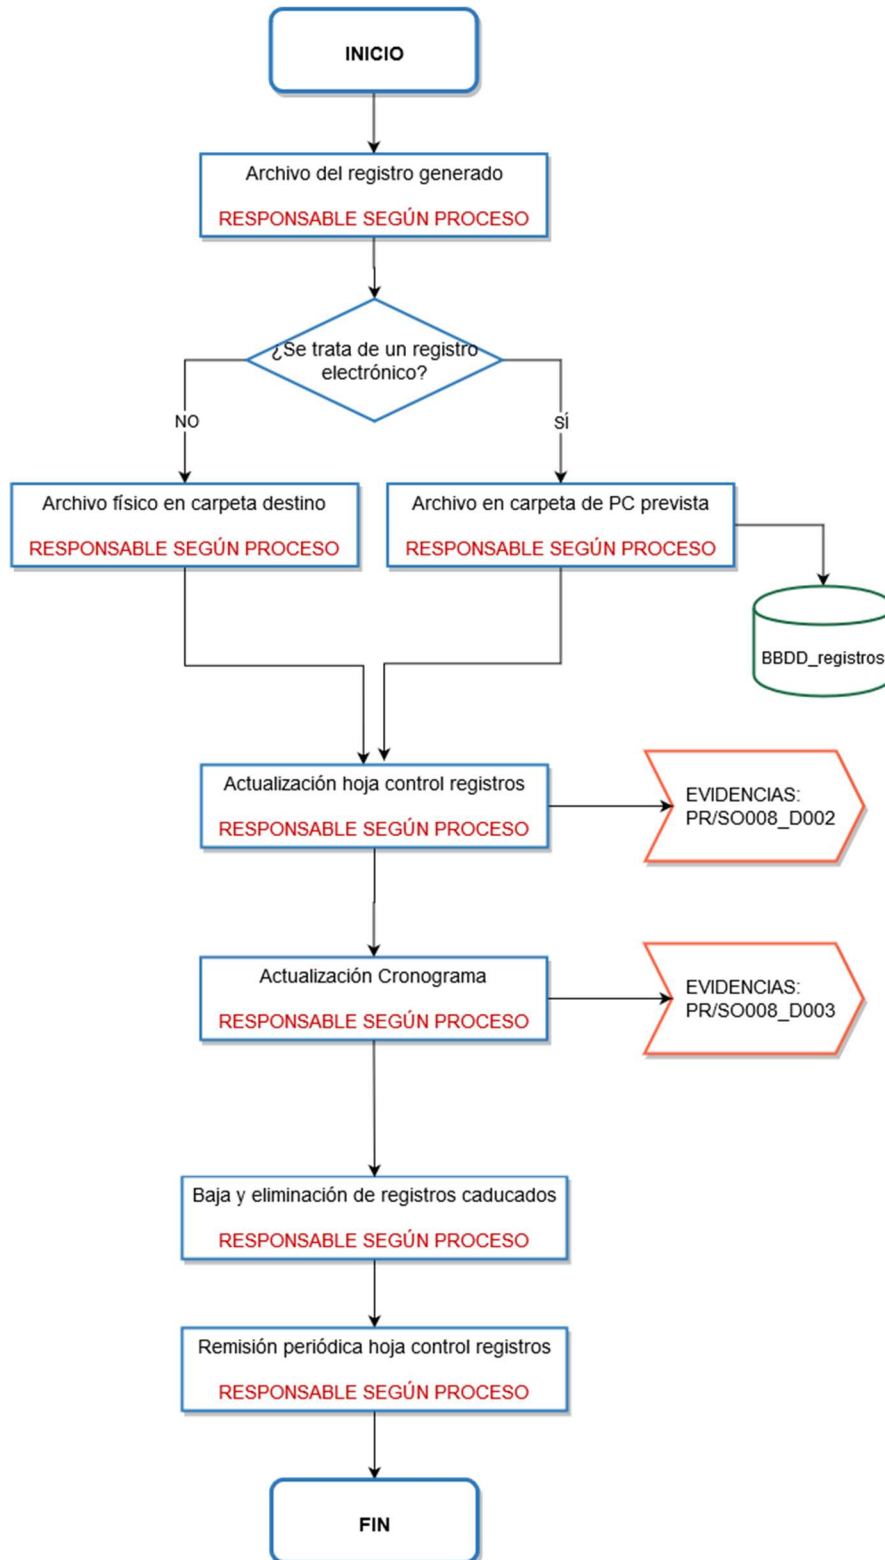 INICIO
Archivo del registro generado
RESPONSABLE SEGÚN PROCESO
¿Se trata de un registro
electrónico?
NO
SÍ
Archivo físico en carpeta destino
RESPONSABLE SEGÚN PROCESO
Archivo en carpeta de PC prevista
RESPONSABLE SEGÚN PROCESO
BBDD_registros
Actualización hoja control registros
RESPONSABLE SEGÚN PROCESO
EVIDENCIAS:
PR/SO008_D002
Actualización Cronograma
RESPONSABLE SEGÚN PROCESO
EVIDENCIAS:
PR/SO008_D003
Baja y eliminación de registros caducados
RESPONSABLE SEGÚN PROCESO
Remisión periódica hoja control registros
RESPONSABLE SEGÚN PROCESO
FIN